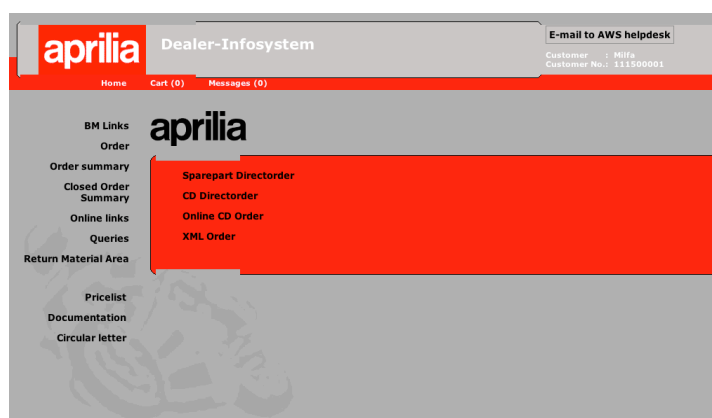 aprilia
Dealer-Infosystem
E-mail to AWS helpdesk
Customer : Milfa
Customer No.: 111500001
Home Cart (0) Messages (0)
BM Links
Order
Order summary
Closed Order
Summary
Online links
Queries
Return Material Area
Pricelist
Documentation
Circular letter
aprilia
Sparepart Directorder
CD Directorder
Online CD Order
XML Order